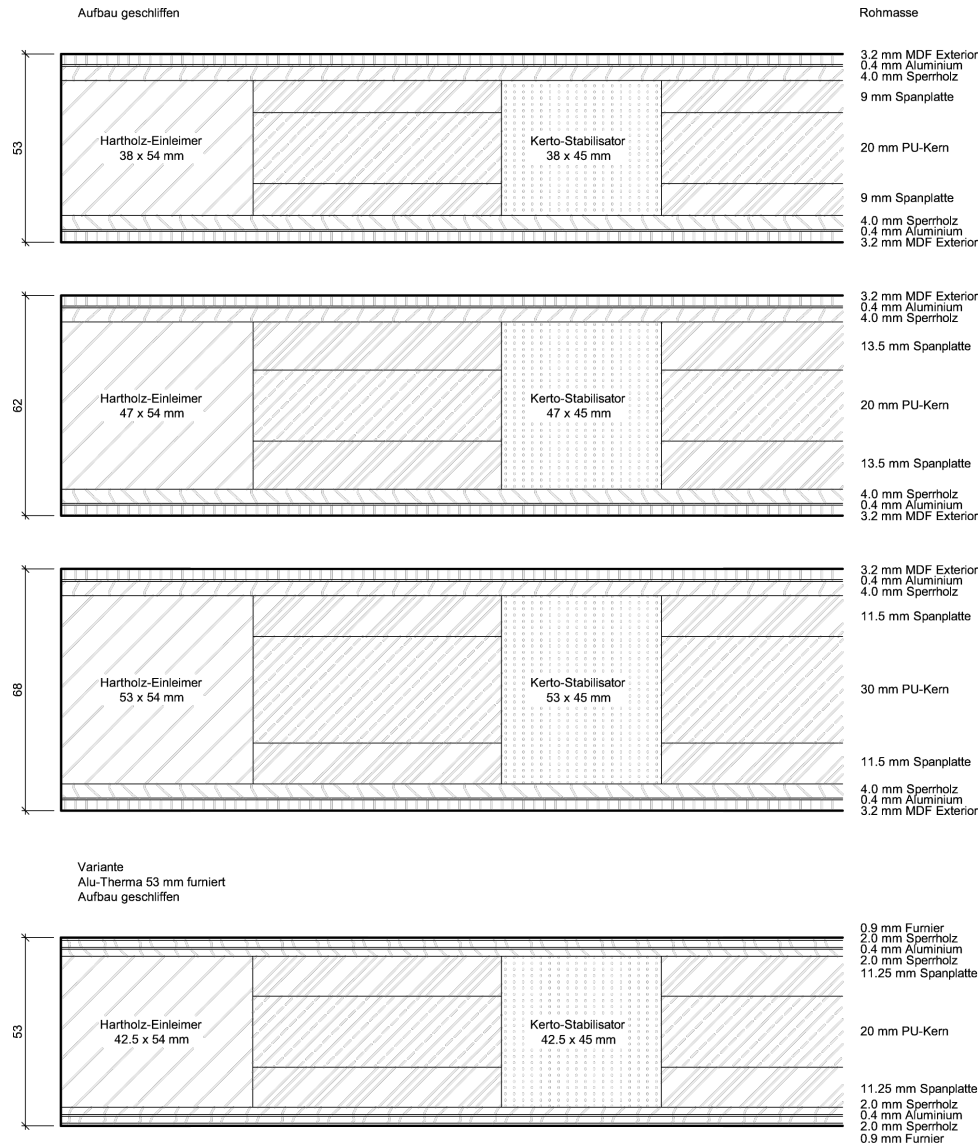 Aufbau geschliffen
Rohmasse
53
3.2 mm MDF Exterior
0.4 mm Aluminium
4.0 mm Sperrholz
9 mm Spanplatte
Hartholz-Einleimer
38 x 54 mm
Kerto-Stabilisator
38 x 45 mm
20 mm PU-Kern
9 mm Spanplatte
4.0 mm Sperrholz
0.4 mm Aluminium
3.2 mm MDF Exterior
62
3.2 mm MDF Exterior
0.4 mm Aluminium
4.0 mm Sperrholz
13.5 mm Spanplatte
Hartholz-Einleimer
47 x 54 mm
Kerto-Stabilisator
47 x 45 mm
20 mm PU-Kern
13.5 mm Spanplatte
4.0 mm Sperrholz
0.4 mm Aluminium
3.2 mm MDF Exterior
68
3.2 mm MDF Exterior
0.4 mm Aluminium
4.0 mm Sperrholz
11.5 mm Spanplatte
Hartholz-Einleimer
53 x 54 mm
Kerto-Stabilisator
53 x 45 mm
30 mm PU-Kern
11.5 mm Spanplatte
4.0 mm Sperrholz
0.4 mm Aluminium
3.2 mm MDF Exterior
Variante
Alu-Therma 53 mm furniert
Aufbau geschliffen
53
0.9 mm Furnier
2.0 mm Sperrholz
0.4 mm Aluminium
2.0 mm Sperrholz
11.25 mm Spanplatte
Hartholz-Einleimer
42.5 x 54 mm
Kerto-Stabilisator
42.5 x 45 mm
20 mm PU-Kern
11.25 mm Spanplatte
2.0 mm Sperrholz
0.4 mm Aluminium
2.0 mm Sperrholz
0.9 mm Furnier